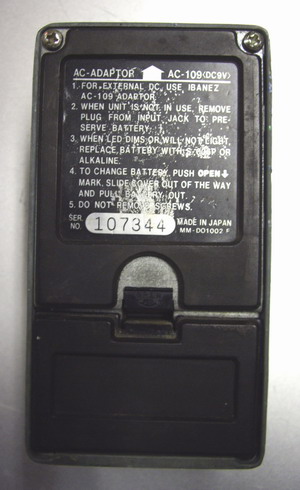 AC-ADAPTOR AC-109(DC9V)
1. FOR EXTERNAL DC, USE IBANEZ
AC-109 ADAPTOR.
2. WHEN UNIT IS NOT IN USE, REMOVE
PLUG FROM INPUT JACK TO PRE-
SERVE BATTERY.
3. WHEN LED DIMS OR WILL NOT LIGHT,
REPLACE BATTERY WITH OR
ALKALINE.
4. TO CHANGE BATTERY, PUSH OPEN↓
MARK. SLIDE COVER OUT OF THE WAY
AND PULL BATTERY OUT.
5. DO NOT REMOVE SCREWS.
SER. NO. 107344 MADE IN JAPAN
MM-DO1002 F